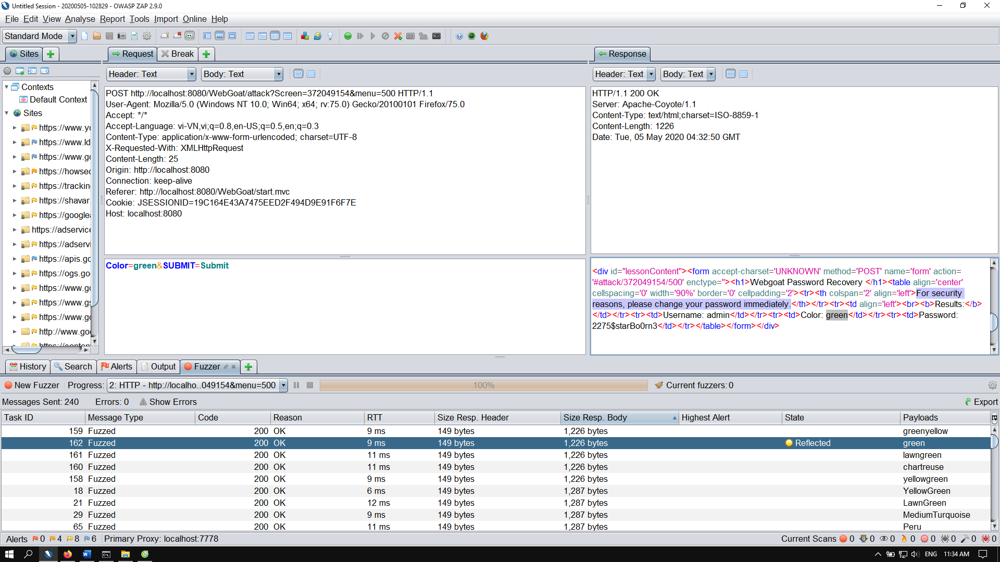 Untitled Session - 20200505-102829 - OWASP ZAP 2.9.0
File Edit View Analyse Report Tools Import Online Help
Standard Mode
Sites
Request Break
Response
Header: Text Body: Text
Header: Text Body: Text
Contexts
Default Context
Sites
https://www.yo
https://www.ld
https://www.go
https://howsec
https://trackin
https://shavar
https://googlea
https://adservice
https://adservi
https://apis.go
https://ogs.go
https://www.go
https://www.gs
https://www.go
http://www.go
https://conten
POST http://localhost:8080/WebGoat/attack?Screen=372049154&menu=500 HTTP/1.1
User-Agent: Mozilla/5.0 (Windows NT 10.0; Win64; x64; rv:75.0) Gecko/20100101 Firefox/75.0
Accept: */*
Accept-Language: vi-VN,vi;q=0.8,en-US;q=0.5,en;q=0.3
Content-Type: application/x-www-form-urlencoded; charset=UTF-8
X-Requested-With: XMLHttpRequest
Content-Length: 25
Origin: http://localhost:8080
Connection: keep-alive
Referer: http://localhost:8080/WebGoat/start.mvc
Cookie: JSESSIONID=19C164E43A7475EED2F494D9E91F6F7E
Host: localhost:8080
Color=green&SUBMIT=Submit
HTTP/1.1 200 OK
Server: Apache-Coyote/1.1
Content-Type: text/html;charset=ISO-8859-1
Content-Length: 1226
Date: Tue, 05 May 2020 04:32:50 GMT
<div id="lessonContent"><form accept-charset='UNKNOWN' method='POST' name='form' action=
'#attack/372049154/500' enctype=''><h1>Webgoat Password Recovery </h1><table align='center'
cellspacing='0' width='90%' border='0' cellpadding='2'><tr><th colspan='2' align='left'>For security
reasons, please change your password immediately.</th></tr><tr><td align='left'><br><b>Results:</b>
</td></tr><tr><td>Username: admin</td></tr><tr><td>Color: green</td></tr><tr><td>Password:
2275$starBo0rn3</td></tr></table></form></div>
History Search Alerts Output Fuzzer
New Fuzzer Progress: 2: HTTP - http://localho..049154&menu=500 100% Current fuzzers: 0
Messages Sent: 240 Errors: 0 Show Errors Export
Task ID Message Type Code Reason RTT Size Resp. Header Size Resp. Body Highest Alert State Payloads
159 Fuzzed 200 OK 9 ms 149 bytes 1,226 bytes greenyellow
162 Fuzzed 200 OK 9 ms 149 bytes 1,226 bytes Reflected green
161 Fuzzed 200 OK 11 ms 149 bytes 1,226 bytes lawngreen
160 Fuzzed 200 OK 11 ms 149 bytes 1,226 bytes chartreuse
158 Fuzzed 200 OK 9 ms 149 bytes 1,226 bytes yellowgreen
18 Fuzzed 200 OK 6 ms 149 bytes 1,287 bytes YellowGreen
21 Fuzzed 200 OK 12 ms 149 bytes 1,287 bytes LawnGreen
29 Fuzzed 200 OK 9 ms 149 bytes 1,287 bytes MediumTurquoise
65 Fuzzed 200 OK 11 ms 149 bytes 1,287 bytes Peru
Alerts 0 4 8 6 Primary Proxy: localhost:7778 Current Scans 0 0 0 0 0 0 0 0
ENG 11:34 AM